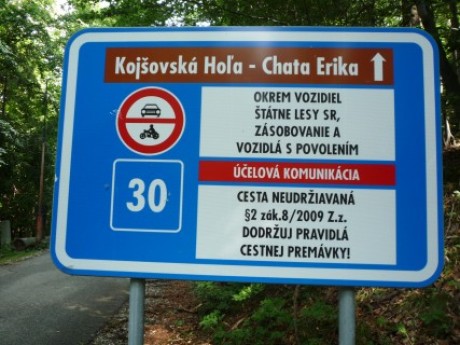 Kojšovská Hoľa - Chata Erika
OKREM VOZIDIEL
ŠTÁTNE LESY SR,
ZÁSOBOVANIE A
VOZIDLÁ S POVOLENÍM
ÚČELOVÁ KOMUNIKÁCIA
30
CESTA NEUDRŽIAVANÁ
§2 zák.8/2009 Z.z.
DODRŽUJ PRAVIDLÁ
CESTNEJ PREMÁVKY!